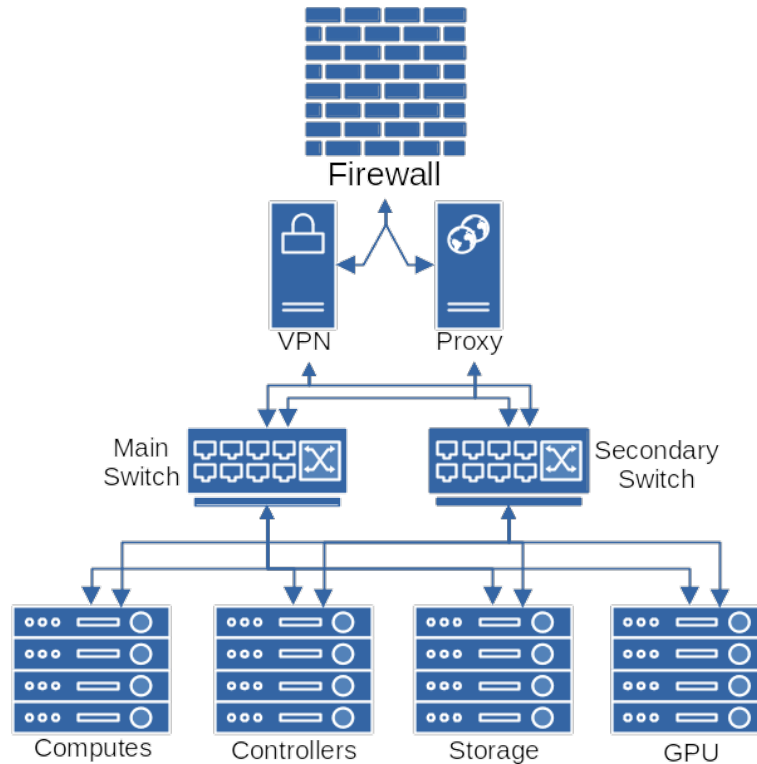 Firewall
VPN
Proxy
Main
Switch
Secondary
Switch
Computes
Controllers
Storage
GPU